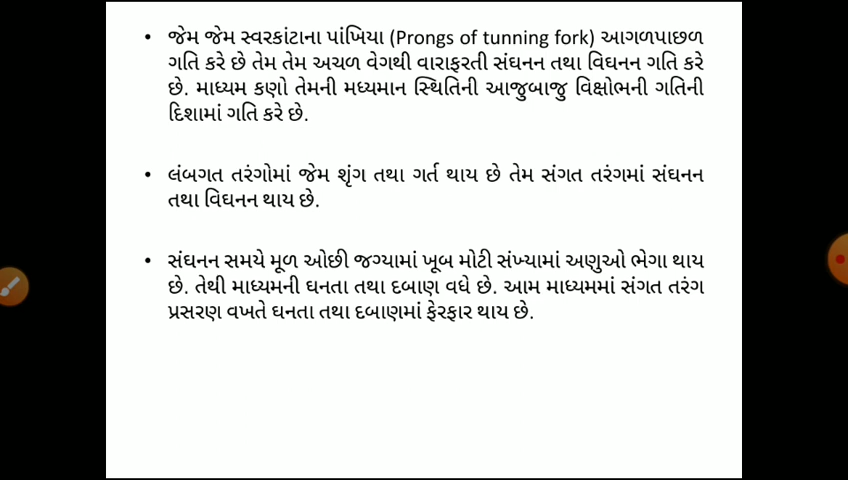 • જેમ જેમ સ્વરકાંટાના પાંખિયા (Prongs of tunning fork) આગળપાછળ
ગતિ કરે છે તેમ તેમ અચળ વેગથી વારાફરતી સંઘનન તથા વિઘનન ગતિ કરે
છે. માધ્યમ કણો તેમની મધ્યમાન સ્થિતિની આજુબાજુ વિક્ષોભની ગતિની
દિશામાં ગતિ કરે છે.
• લંબગત તરંગોમાં જેમ શૃંગ તથા ગર્ત થાય છે તેમ સંગત તરંગમાં સંઘનન
તથા વિઘનન થાય છે.
• સંઘનન સમયે મૂળ ઓછી જગ્યામાં ખૂબ મોટી સંખ્યામાં અણુઓ ભેગા થાય
છે. તેથી માધ્યમની ઘનતા તથા દબાણ વધે છે. આમ માધ્યમમાં સંગત તરંગ
પ્રસરણ વખતે ઘનતા તથા દબાણમાં ફેરફાર થાય છે.